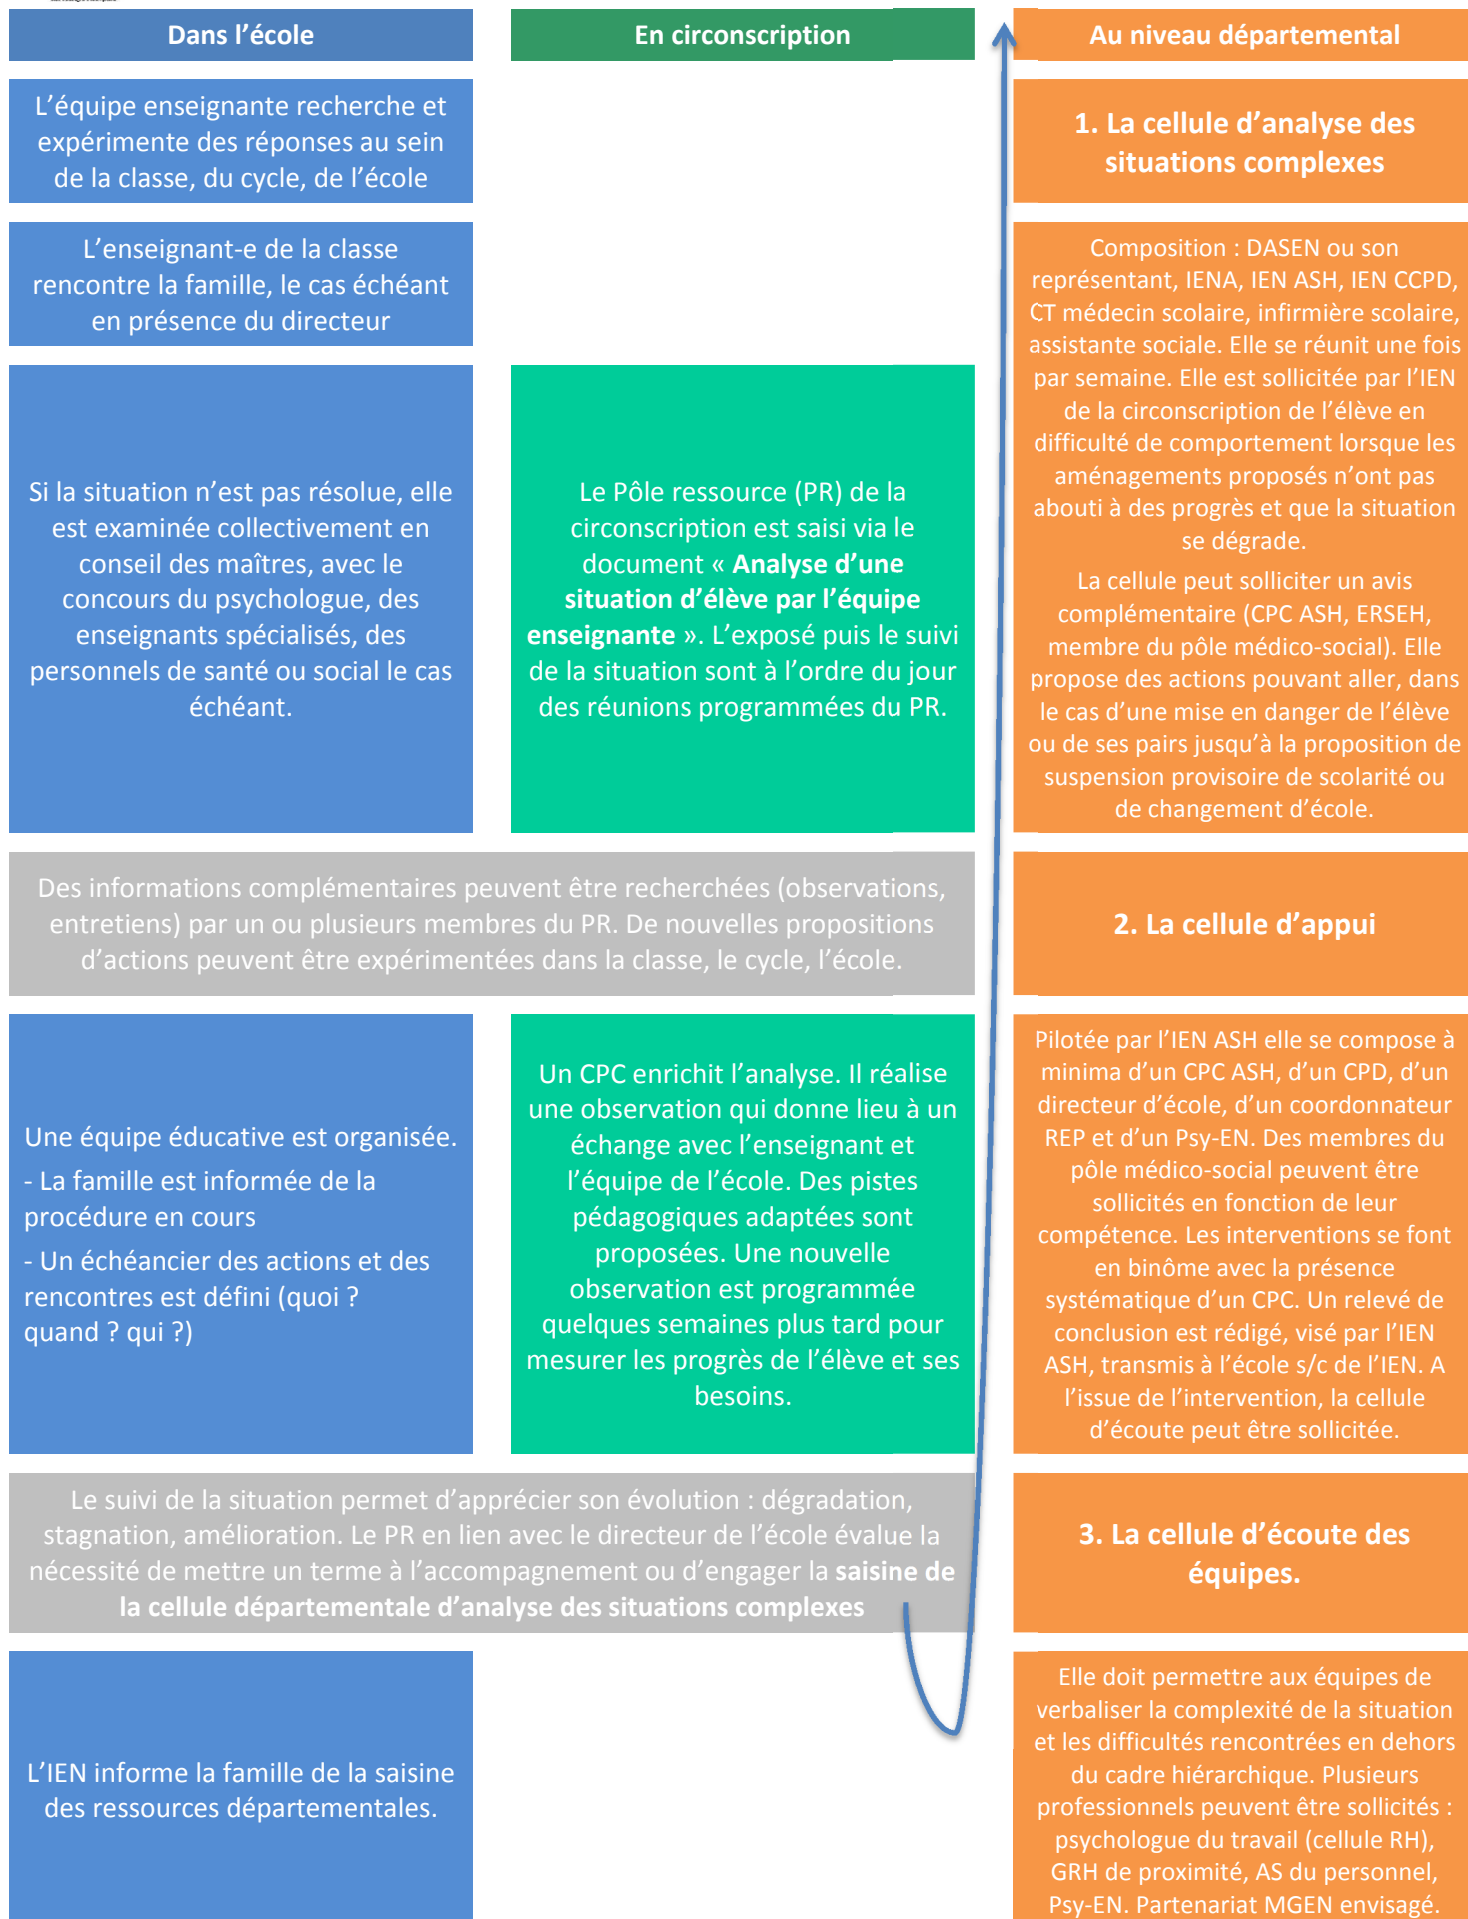 Dans l’école
En circonscription
Au niveau départemental
L’équipe enseignante recherche et
expérimente des réponses au sein
de la classe, du cycle, de l’école
1. La cellule d’analyse des
situations complexes
L’enseignant-e de la classe
rencontre la famille, le cas échéant
en présence du directeur
Composition : DASEN ou son
représentant, IENA, IEN ASH, IEN CCPD,
CT médecin scolaire, infirmière scolaire,
assistante sociale. Elle se réunit une fois
par semaine. Elle est sollicitée par l’IEN
de la circonscription de l’élève en
difficulté de comportement lorsque les
aménagements proposés n’ont pas
abouti à des progrès et que la situation
se dégrade.
La cellule peut solliciter un avis
complémentaire (CPC ASH, ERSEH,
membre du pôle médico-social). Elle
propose des actions pouvant aller, dans
le cas d’une mise en danger de l’élève
ou de ses pairs jusqu’à la proposition de
suspension provisoire de scolarité ou
de changement d’école.
Si la situation n’est pas résolue, elle
est examinée collectivement en
conseil des maîtres, avec le
concours du psychologue, des
enseignants spécialisés, des
personnels de santé ou social le cas
échéant.
Le Pôle ressource (PR) de la
circonscription est saisi via le
document « Analyse d’une
situation d’élève par l’équipe
enseignante ». L’exposé puis le suivi
de la situation sont à l’ordre du jour
des réunions programmées du PR.
Des informations complémentaires peuvent être recherchées (observations,
entretiens) par un ou plusieurs membres du PR. De nouvelles propositions
d’actions peuvent être expérimentées dans la classe, le cycle, l’école.
2. La cellule d’appui
Une équipe éducative est organisée.
- La famille est informée de la
procédure en cours
- Un échéancier des actions et des
rencontres est défini (quoi ?
quand ? qui ?)
Un CPC enrichit l’analyse. Il réalise
une observation qui donne lieu à un
échange avec l’enseignant et
l’équipe de l’école. Des pistes
pédagogiques adaptées sont
proposées. Une nouvelle
observation est programmée
quelques semaines plus tard pour
mesurer les progrès de l’élève et ses
besoins.
Pilotée par l’IEN ASH elle se compose à
minima d’un CPC ASH, d’un CPD, d’un
directeur d’école, d’un coordonnateur
REP et d’un Psy-EN. Des membres du
pôle médico-social peuvent être
sollicités en fonction de leur
compétence. Les interventions se font
en binôme avec la présence
systématique d’un CPC. Un relevé de
conclusion est rédigé, visé par l’IEN
ASH, transmis à l’école s/c de l’IEN. A
l’issue de l’intervention, la cellule
d’écoute peut être sollicitée.
Le suivi de la situation permet d’apprécier son évolution : dégradation,
stagnation, amélioration. Le PR en lien avec le directeur de l’école évalue la
nécessité de mettre un terme à l’accompagnement ou d’engager la saisine de
la cellule départementale d’analyse des situations complexes
3. La cellule d’écoute des
équipes.
L’IEN informe la famille de la saisine
des ressources départementales.
Elle doit permettre aux équipes de
verbaliser la complexité de la situation
et les difficultés rencontrées en dehors
du cadre hiérarchique. Plusieurs
professionnels peuvent être sollicités :
psychologue du travail (cellule RH),
GRH de proximité, AS du personnel,
Psy-EN. Partenariat MGEN envisagé.